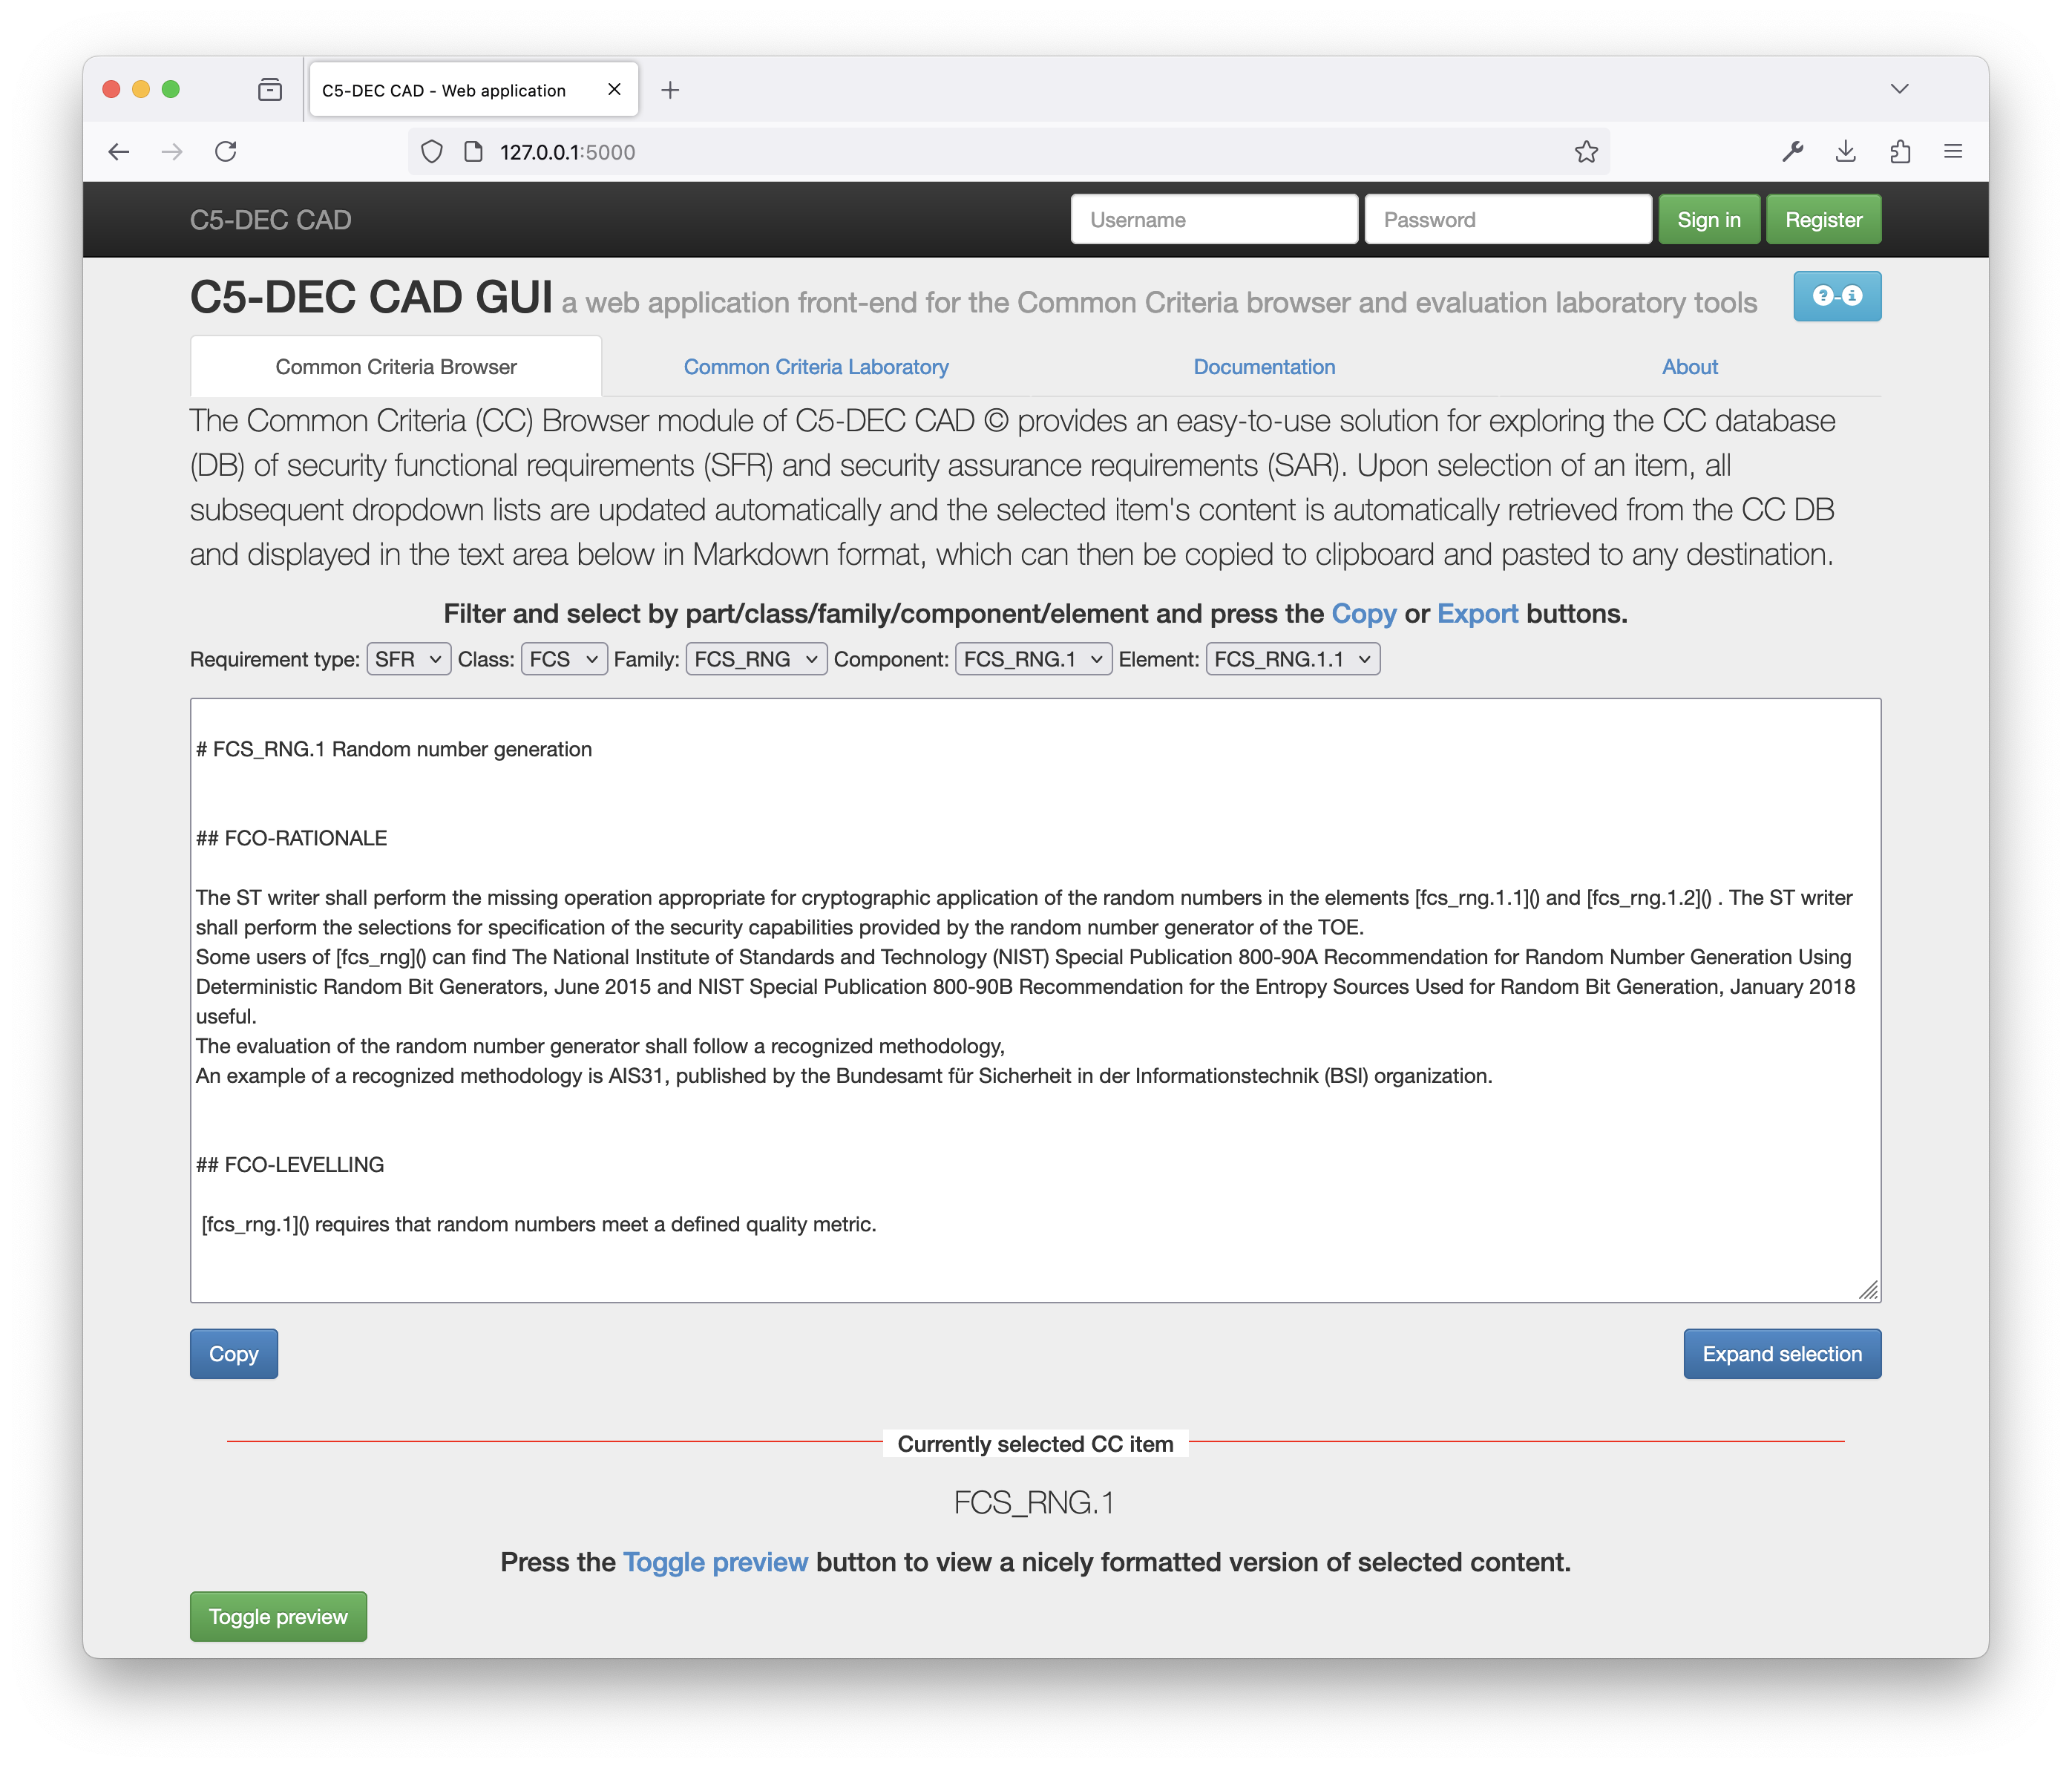 C5-DEC CAD - Web application
127.0.0.1:5000
C5-DEC CAD
Username
Password
Sign in
Register
C5-DEC CAD GUI a web application front-end for the Common Criteria browser and evaluation laboratory tools
Common Criteria Browser
Common Criteria Laboratory
Documentation
About
The Common Criteria (CC) Browser module of C5-DEC CAD © provides an easy-to-use solution for exploring the CC database
(DB) of security functional requirements (SFR) and security assurance requirements (SAR). Upon selection of an item, all
subsequent dropdown lists are updated automatically and the selected item's content is automatically retrieved from the CC DB
and displayed in the text area below in Markdown format, which can then be copied to clipboard and pasted to any destination.
Filter and select by part/class/family/component/element and press the Copy or Export buttons.
Requirement type: SFR Class: FCS Family: FCS_RNG Component: FCS_RNG.1 Element: FCS_RNG.1.1
# FCS_RNG.1 Random number generation
## FCO-RATIONALE
The ST writer shall perform the missing operation appropriate for cryptographic application of the random numbers in the elements [fcs_rng.1.1]() and [fcs_rng.1.2]() . The ST writer
shall perform the selections for specification of the security capabilities provided by the random number generator of the TOE.
Some users of [fcs_rng]() can find The National Institute of Standards and Technology (NIST) Special Publication 800-90A Recommendation for Random Number Generation Using
Deterministic Random Bit Generators, June 2015 and NIST Special Publication 800-90B Recommendation for the Entropy Sources Used for Random Bit Generation, January 2018
useful.
The evaluation of the random number generator shall follow a recognized methodology,
An example of a recognized methodology is AIS31, published by the Bundesamt für Sicherheit in der Informationstechnik (BSI) organization.
## FCO-LEVELLING
[fcs_rng.1]() requires that random numbers meet a defined quality metric.
Copy
Expand selection
Currently selected CC item
FCS_RNG.1
Press the Toggle preview button to view a nicely formatted version of selected content.
Toggle preview